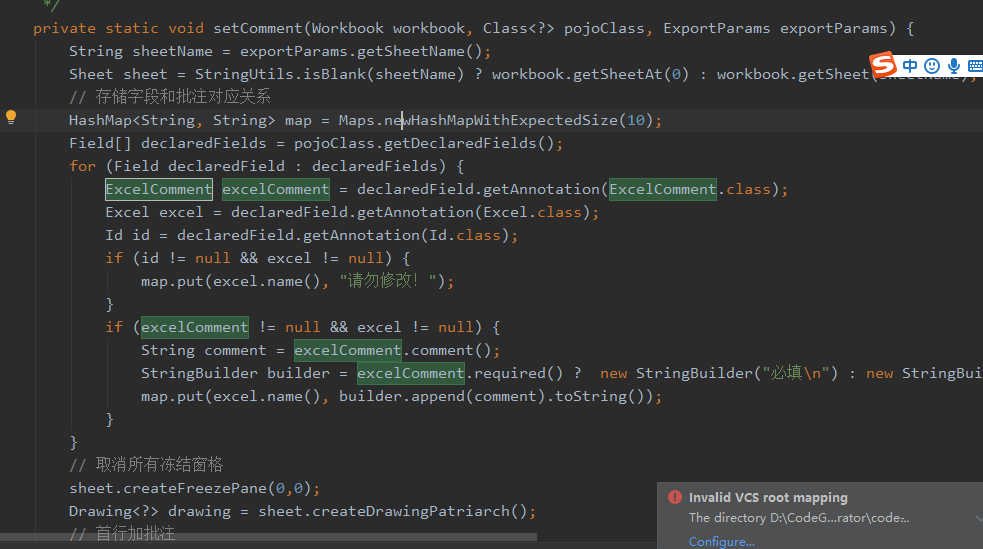 */
private static void setComment(Workbook workbook, Class<?> pojoClass, ExportParams exportParams) {
String sheetName = exportParams.getSheetName();
Sheet sheet = StringUtils.isBlank(sheetName) ? workbook.getSheetAt(0) : workbook.getSheet(
中
// 存储字段和批注对应关系
HashMap<String, String> map = Maps.newHashMapWithExpectedSize(10);
Field[] declaredFields = pojoClass.getDeclaredFields();
for (Field declaredField : declaredFields) {
ExcelComment excelComment = declaredField.getAnnotation(ExcelComment.class);
Excel excel = declaredField.getAnnotation(Excel.class);
Id id = declaredField.getAnnotation(Id.class);
if (id != null && excel != null) {
map.put(excel.name(), "请勿修改! ");
}
if (excelComment != null && excel != null) {
String comment = excelComment.comment();
StringBuilder builder = excelComment.required() ?  new StringBuilder("必填\n") : new StringBui
map.put(excel.name(), builder.append(comment).toString());
}
}
// 取消所有冻结窗格
sheet.createFreezePane(0,0);
Drawing<?> drawing = sheet.createDrawingPatriarch();
// 首行加批注
Invalid VCS root mapping
The directory D:\CodeG...rator\code-..
Configure...